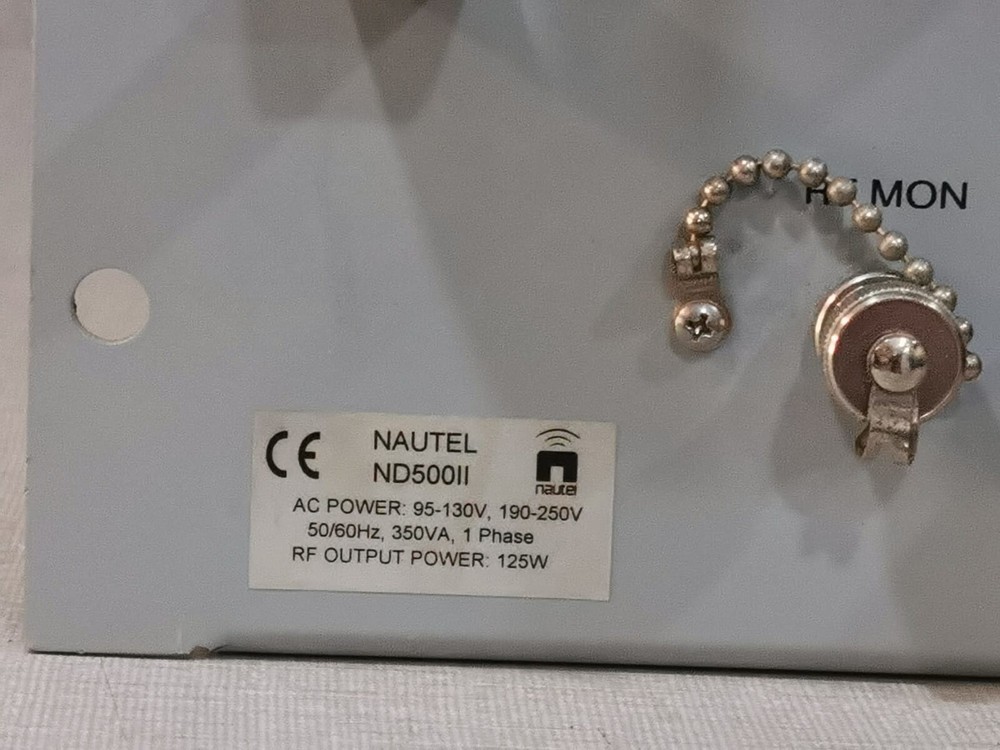 RF MON
CE
NAUTEL
ND500II
nautel
AC POWER: 95-130V, 190-250V
50/60Hz, 350VA, 1 Phase
RF OUTPUT POWER: 125W